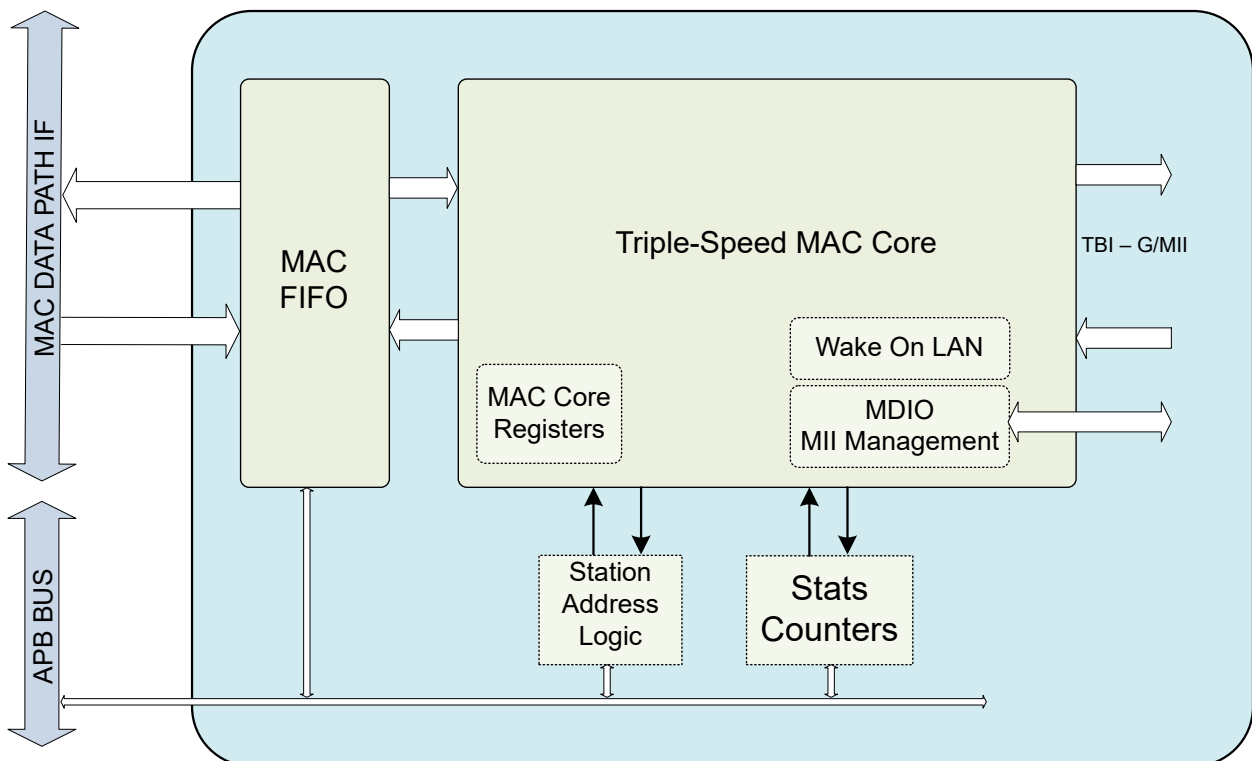 MAC DATA PATH IF
MAC
FIFO
Triple-Speed MAC Core
TBI – G/MII
Wake On LAN
MAC Core
Registers
MDIO
MII Management
APB BUS
Station
Address
Logic
Stats
Counters